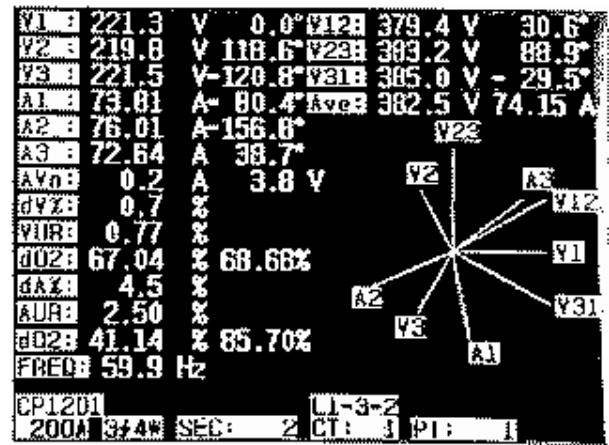 V1 : 221.3 V 0.0° V12: 379.4 V 30.6°
V2 : 219.8 V 118.6° V23: 383.2 V 88.9°
V3 : 221.5 V-120.8° V31: 385.0 V - 29.5°
A1 : 73.81 A- 80.4° Ave: 382.5 V 74.15 A
A2 : 76.01 A-156.8°
A3 : 72.64 A 38.7°
AVn: 0.2 A 3.8 V
dV%: 0.7 %
VUR: 0.77 %
d02: 67.04 % 68.68%
dA%: 4.5 %
AUR: 2.50 %
d02: 41.14 % 85.70%
FREQ: 59.9 Hz
V23
V2
A3
V12
V1
A2
V31
V3
A1
CP1201 L1-3-2
200A 3φ4W SEC: 2 CT: 1 PT: 1